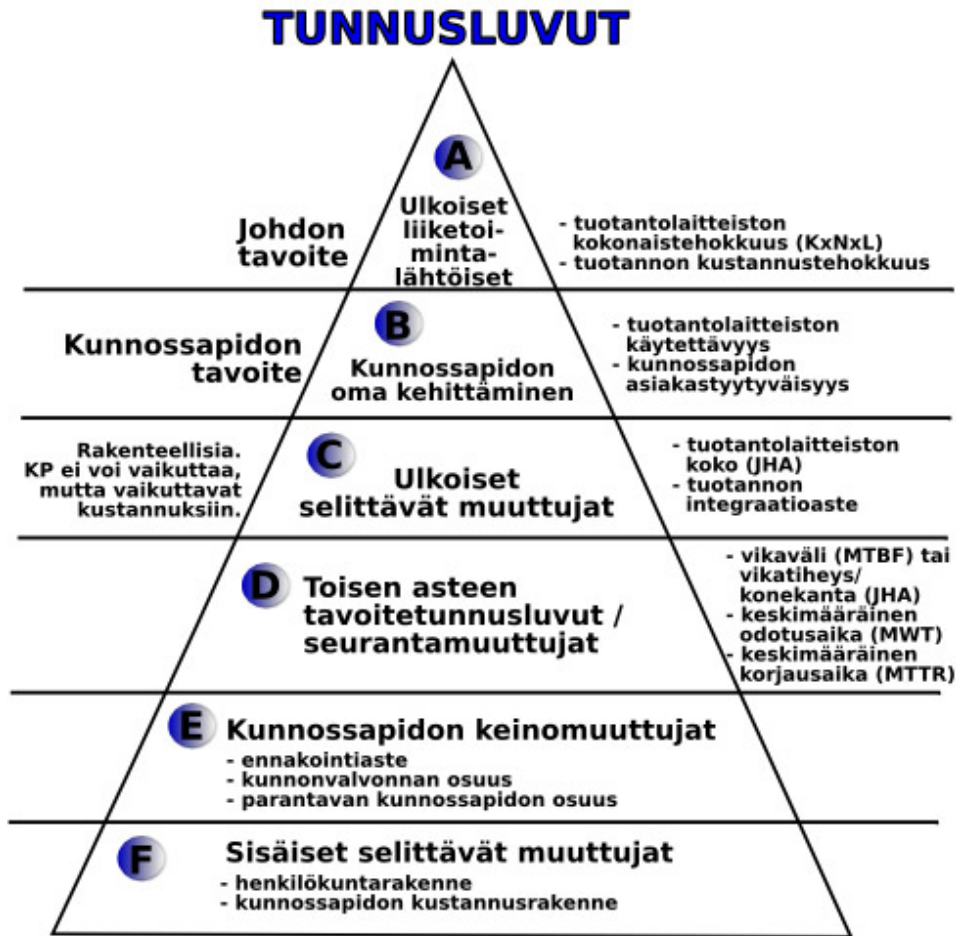 TUNNUSLUVUT
A
Johdon
tavoite
Ulkoiset
liiketoi-
minta-
lähtöiset
- tuotantolaitteiston
kokonaistehokkuus (KxNxL)
- tuotannon kustannustehokkuus
B
Kunnossapidon
tavoite
Kunnossapidon
oma kehittäminen
- tuotantolaitteiston
käytettävyys
- kunnossapidon
asiakastyytyväisyys
Rakenteellisia.
KP ei voi vaikuttaa,
mutta vaikuttavat
kustannuksiin.
C
Ulkoiset
selittävät muuttujat
- tuotantolaitteiston
koko (JHA)
- tuotannon
integraatioaste
D
Toisen asteen
tavoitetunnusluvut /
seurantamuuttujat
- vikaväli (MTBF) tai
vikatiheys/
konekanta (JHA)
- keskimääräinen
odotusaika (MWT)
- keskimääräinen
korjausaika (MTTR)
E
Kunnossapidon keinomuuttujat
- ennakointiaste
- kunnonvalvonnan osuus
- parantavan kunnossapidon osuus
F
Sisäiset selittävät muuttujat
- henkilökuntarakenne
- kunnossapidon kustannusrakenne